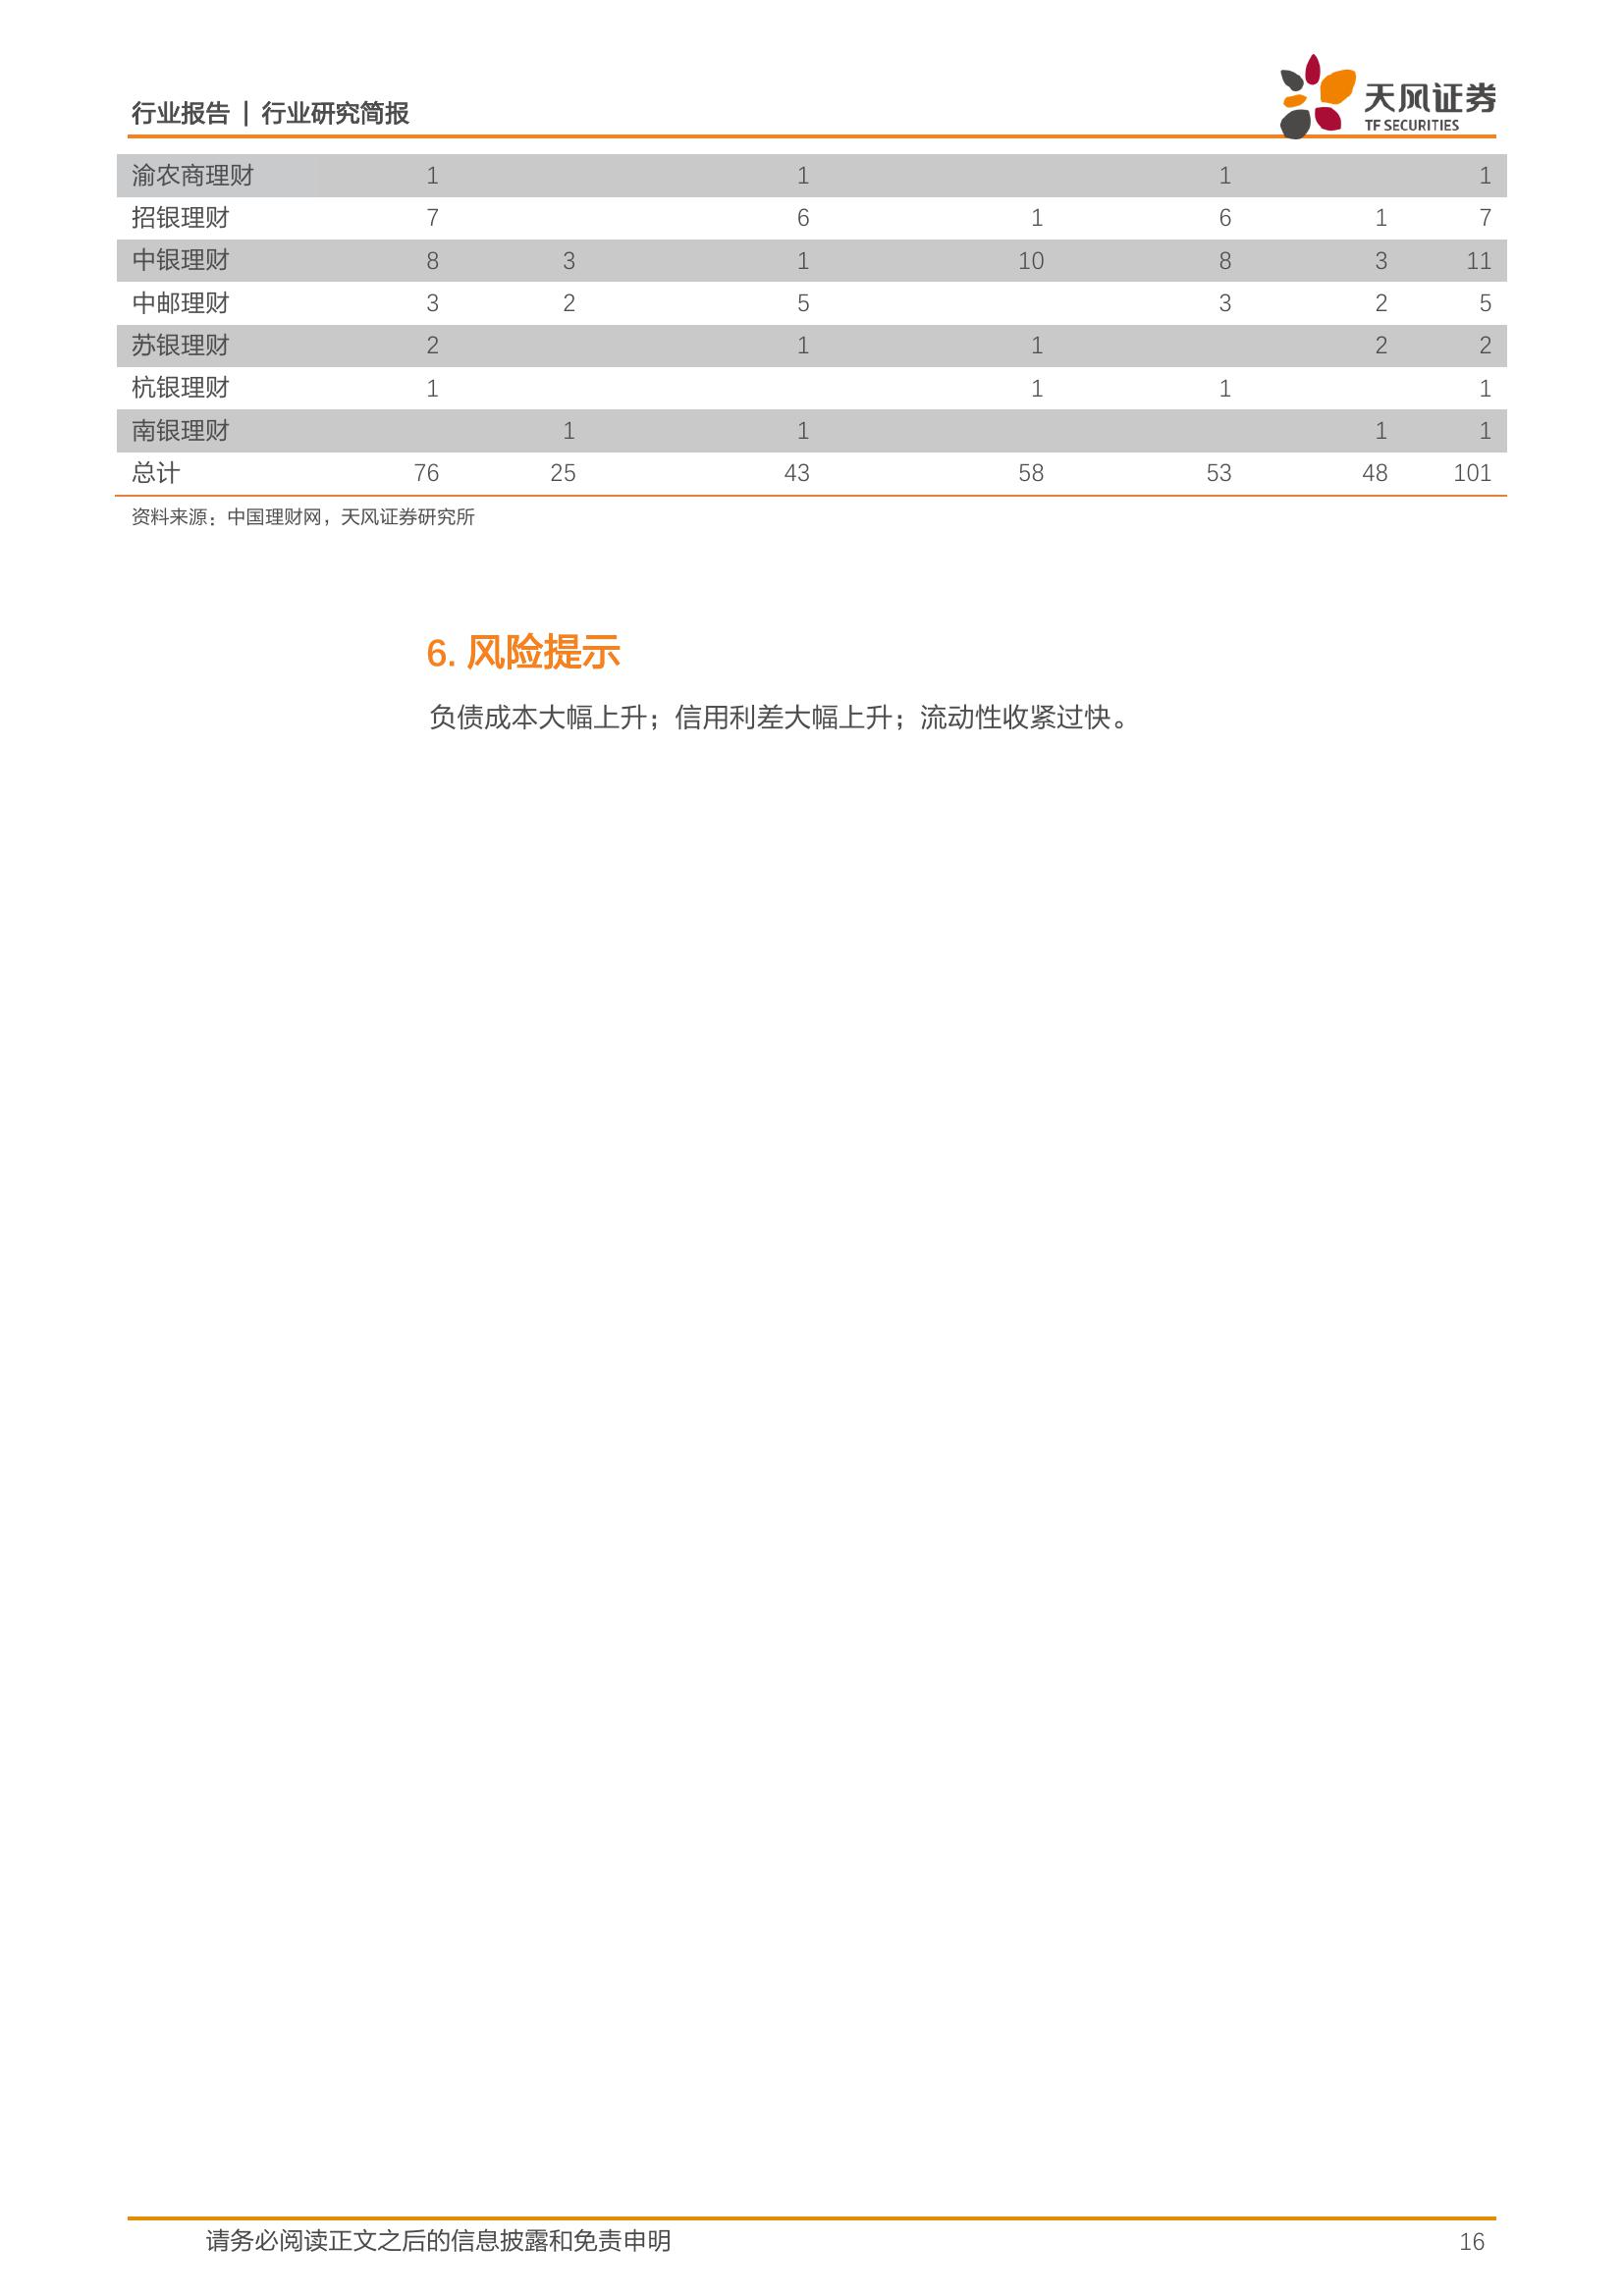 行业报告 | 行业研究简报
天风证券
TF SECURITIES
渝农商理财 1 1 1 1
招银理财 7 6 1 6 1 7
中银理财 8 3 1 10 8 3 11
中邮理财 3 2 5 3 2 5
苏银理财 2 1 1 2 2
杭银理财 1 1 1 1
南银理财 1 1 1 1
总计 76 25 43 58 53 48 101
资料来源：中国理财网，天风证券研究所
6. 风险提示
负债成本大幅上升；信用利差大幅上升；流动性收紧过快。
请务必阅读正文之后的信息披露和免责申明 16